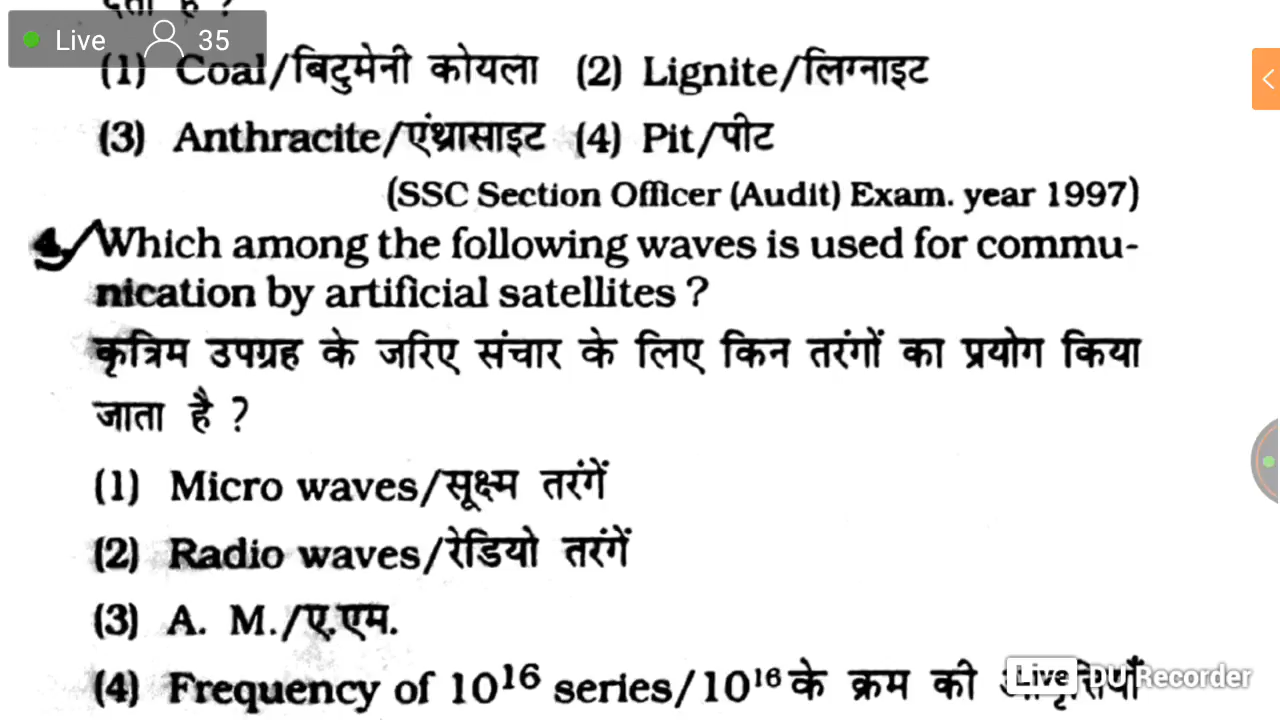 देता है ?
Live 35
(1) Coal/बिटुमेनी कोयला (2) Lignite/लिग्नाइट
(3) Anthracite/एंथ्रासाइट (4) Pit/पीट
(SSC Section Officer (Audit) Exam. year 1997)
4. Which among the following waves is used for commu-
nication by artificial satellites ?
कृत्रिम उपग्रह के जरिए संचार के लिए किन तरंगों का प्रयोग किया
जाता है ?
(1) Micro waves/सूक्ष्म तरंगें
(2) Radio waves/रेडियो तरंगें
(3) A. M./ए.एम.
(4) Frequency of 10¹⁶ series/10¹⁶ के क्रम की आवृत्तियाँ
Live DU Recorder